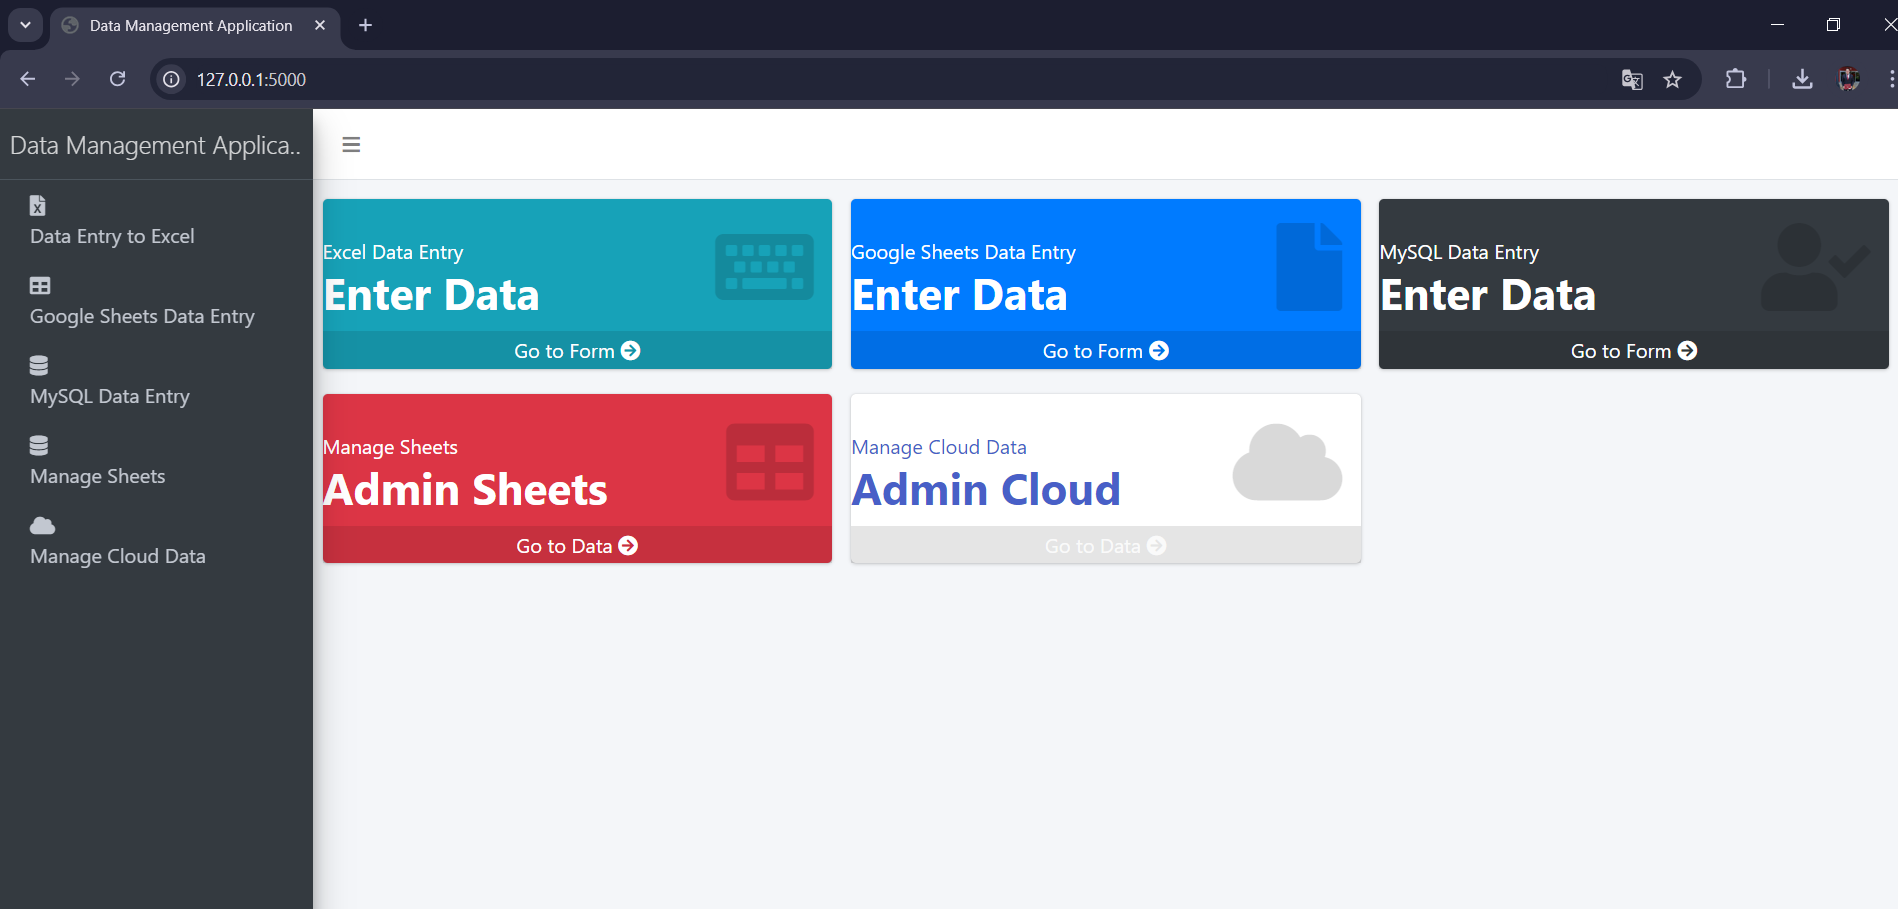 Data Management Application
127.0.0.1:5000
Data Management Applica..
Data Entry to Excel
Google Sheets Data Entry
MySQL Data Entry
Manage Sheets
Manage Cloud Data
Excel Data Entry
Enter Data
Go to Form
Google Sheets Data Entry
Enter Data
Go to Form
MySQL Data Entry
Enter Data
Go to Form
Manage Sheets
Admin Sheets
Go to Data
Manage Cloud Data
Admin Cloud
Go to Data